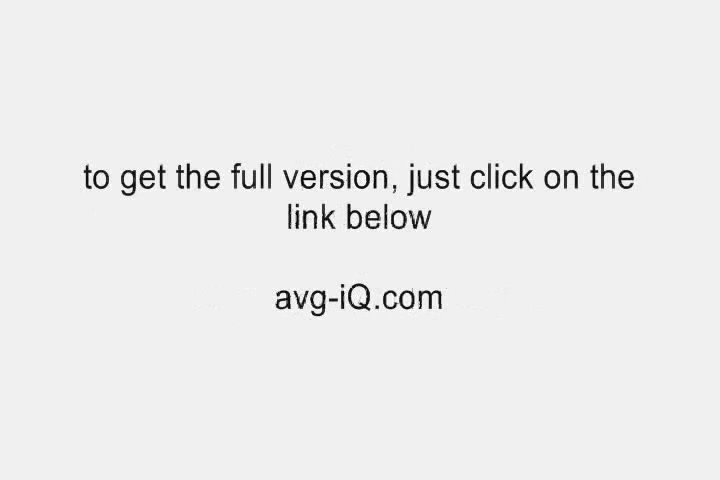 to get the full version, just click on the
link below
avg-iQ.com